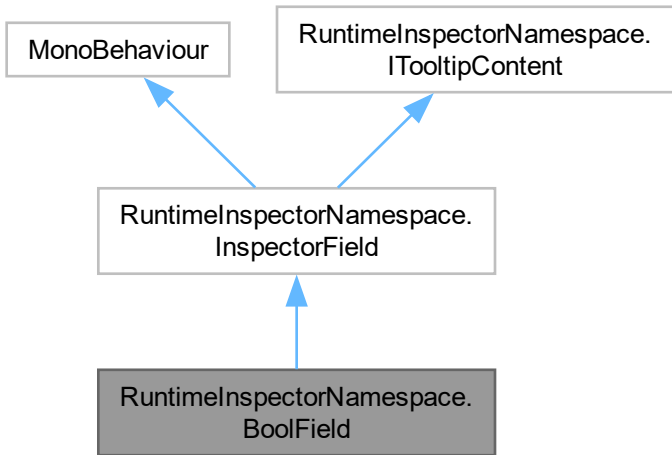 MonoBehaviour
RuntimeInspectorNamespace.
ITooltipContent
RuntimeInspectorNamespace.
InspectorField
RuntimeInspectorNamespace.
BoolField